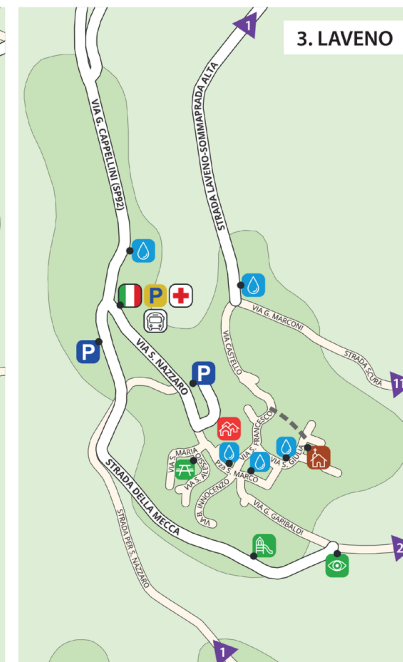 1
3. LAVENO
VIA G. CAPPELLINI (SP92)
STRADA LAVENO-SOMMAPRADA ALTA
P
VIA G. MARCONI
STRADA SCURA
11
P
VIA S. NAZZARO
P
VIA CASTELLO
VIA S. FRANCESCO
VIA S. MARIA
VIA S.
MARCO
VIA B. INNOCENZO
VIA G. GARIBALDI
STRADA DELLA MECCA
STRADA PER S. NAZZARO
2
1